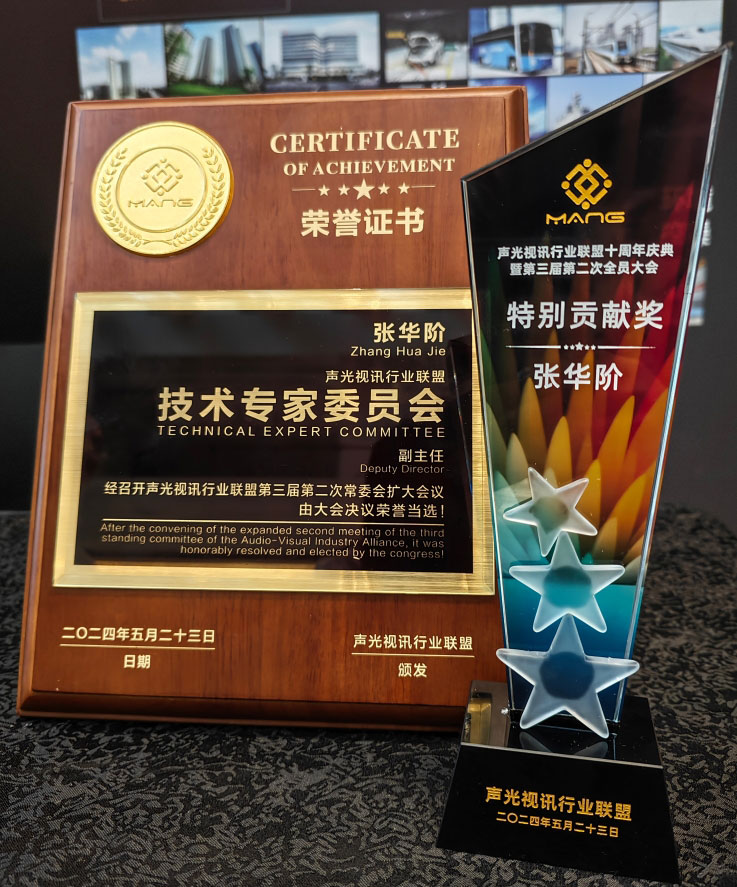 MANG
CERTIFICATE
OF ACHIEVEMENT
荣誉证书
张华阶
Zhang Hua Jie
声光视讯行业联盟
技术专家委员会
TECHNICAL EXPERT COMMITTEE
副主任
Deputy Director
经召开声光视讯行业联盟第三届第二次常委会扩大会议
由大会决议荣誉当选!
After the convening of the expanded second meeting of the third
standing committee of the Audio-Visual Industry Alliance, it was
honorably resolved and elected by the congress!
二〇二四年五月二十三日
日期
声光视讯行业联盟
颁发
MANG
声光视讯行业联盟十周年庆典
暨第三届第二次全员大会
特别贡献奖
张华阶
声光视讯行业联盟
二〇二四年五月二十三日